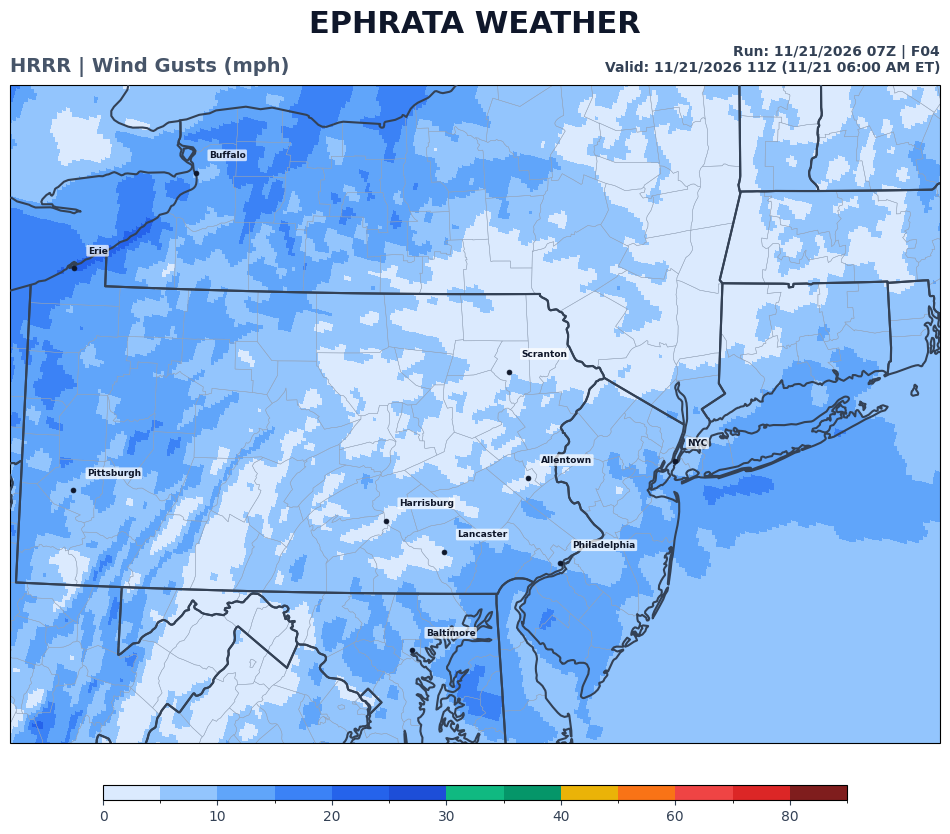 EPHRATA WEATHER
HRRR | Wind Gusts (mph)
Run: 11/21/2026 07Z | F04
Valid: 11/21/2026 11Z (11/21 06:00 AM ET)
Buffalo
Erie
Scranton
NYC
Allentown
Pittsburgh
Harrisburg
Lancaster
Philadelphia
Baltimore
0 10 20 30 40 60 80